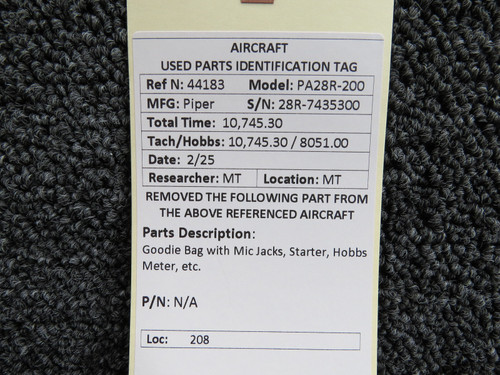 AIRCRAFT
USED PARTS IDENTIFICATION TAG
Ref N: 44183 Model: PA28R-200
MFG: Piper S/N: 28R-7435300
Total Time: 10,745.30
Tach/Hobbs: 10,745.30 / 8051.00
Date: 2/25
Researcher: MT Location: MT
REMOVED THE FOLLOWING PART FROM
THE ABOVE REFERENCED AIRCRAFT
Parts Description:
Goodie Bag with Mic Jacks, Starter, Hobbs
Meter, etc.
P/N: N/A
Loc: 208